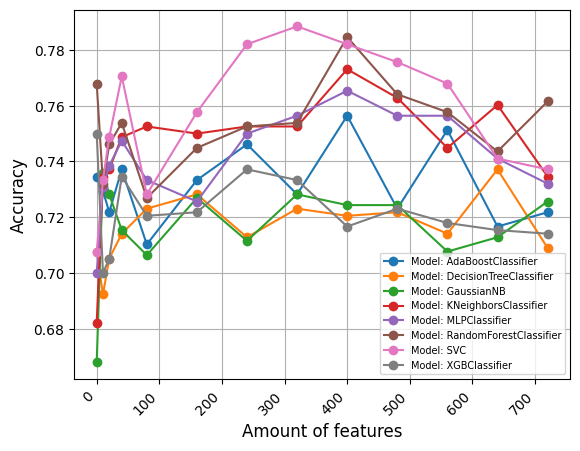 0.78
0.76
0.74
0.72
0.70
0.68
Accuracy
Model: AdaBoostClassifier
Model: DecisionTreeClassifier
Model: GaussianNB
Model: KNeighborsClassifier
Model: MLPClassifier
Model: RandomForestClassifier
Model: SVC
Model: XGBClassifier
0 100 200 300 400 500 600 700
Amount of features